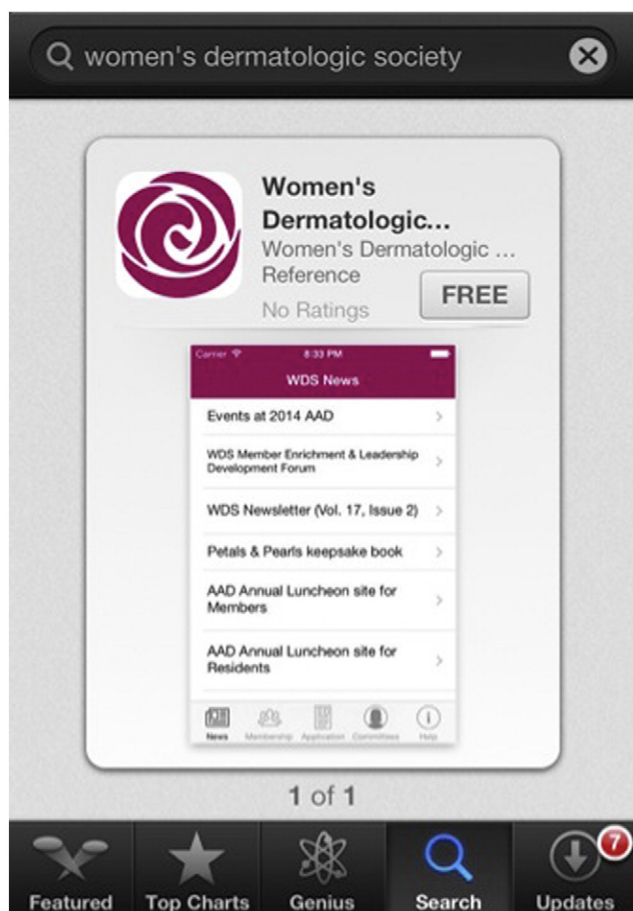 women's dermatologic society
Women's
Dermatologic...
Women's Dermatologic ...
Reference
No Ratings
FREE
Carrier
8:33 PM
WDS News
Events at 2014 AAD
WDS Member Enrichment & Leadership
Development Forum
WDS Newsletter (Vol. 17, Issue 2)
Petals & Pearls keepsake book
AAD Annual Luncheon site for
Members
AAD Annual Luncheon site for
Residents
News Membership Application Committees Help
1 of 1
7
Featured Top Charts Genius Search Updates